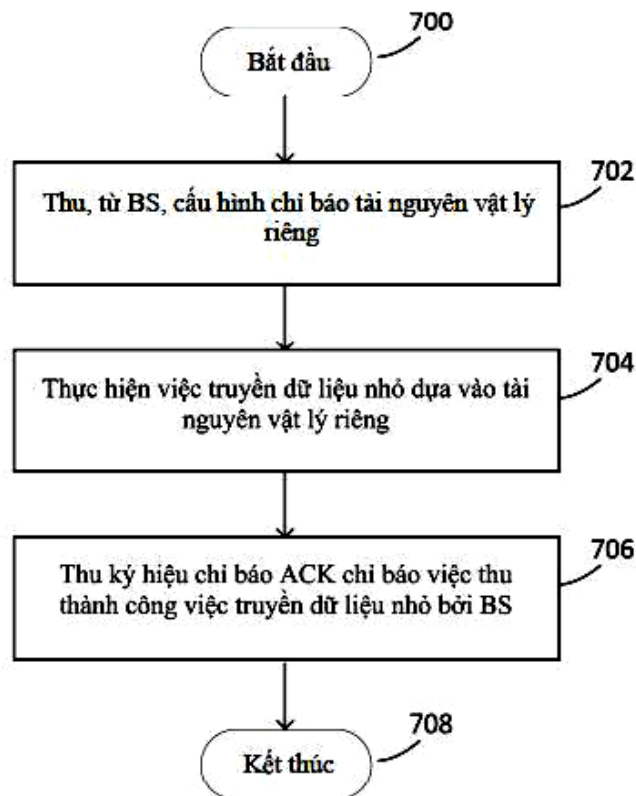 700
Bắt đầu
702
Thu, từ BS, cấu hình chỉ báo tài nguyên vật lý
riêng
704
Thực hiện việc truyền dữ liệu nhỏ dựa vào tài
nguyên vật lý riêng
706
Thu ký hiệu chỉ báo ACK chỉ báo việc thu
thành công việc truyền dữ liệu nhỏ bởi BS
708
Kết thúc